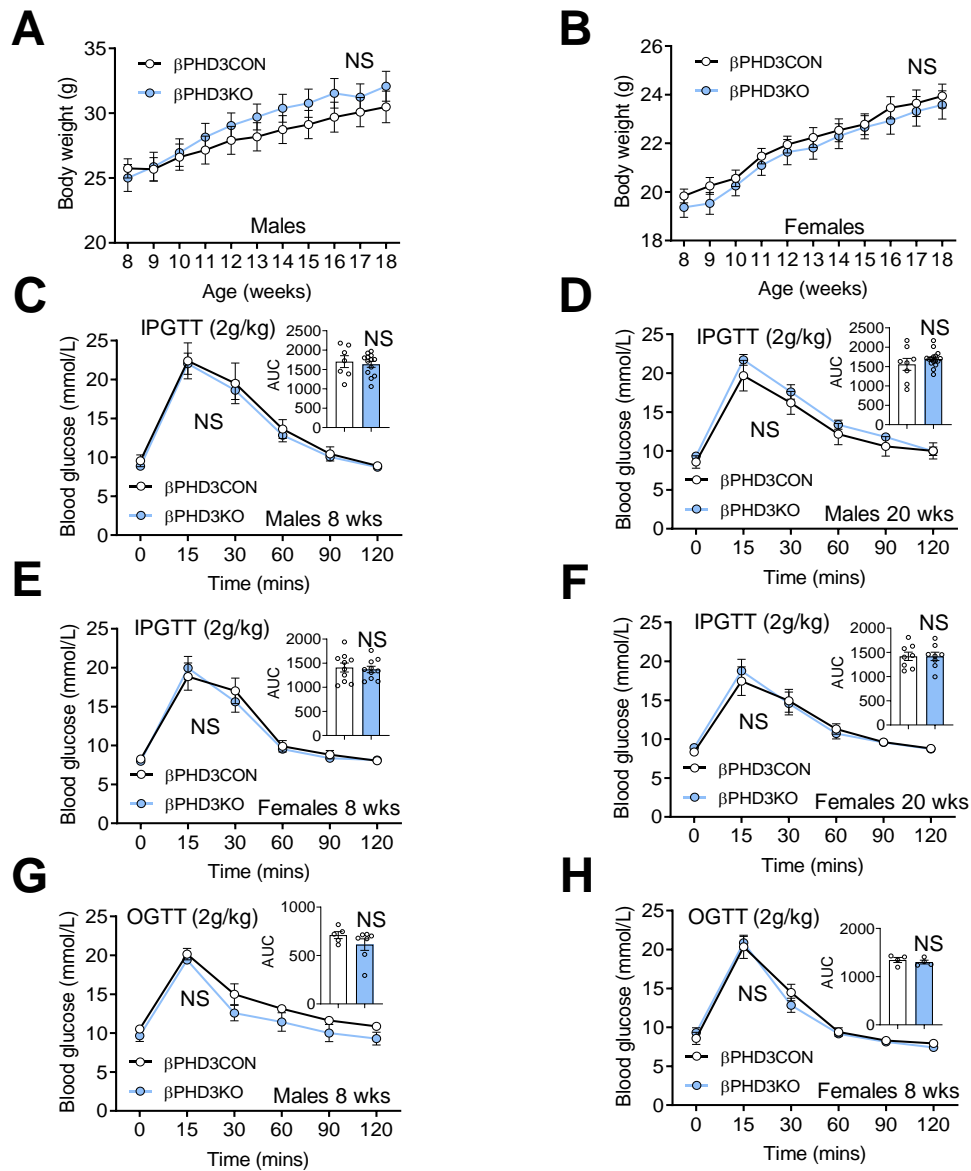 A
35
30
25
20
Body weight (g)
βPHD3CON
βPHD3KO
NS
Males
8 9 10 11 12 13 14 15 16 17 18
Age (weeks)
B
26
24
22
20
18
Body weight (g)
βPHD3CON
βPHD3KO
NS
Females
8 9 10 11 12 13 14 15 16 17 18
Age (weeks)
C
IPGTT (2g/kg)
25
20
15
10
5
0
Blood glucose (mmol/L)
2500
2000
1500
1000
500
0
AUC
NS
NS
βPHD3CON
βPHD3KO
Males 8 wks
0 15 30 60 90 120
Time (mins)
D
IPGTT (2g/kg)
25
20
15
10
5
0
Blood glucose (mmol/L)
2500
2000
1500
1000
500
0
AUC
NS
NS
βPHD3CON
βPHD3KO
Males 20 wks
0 15 30 60 90 120
Time (mins)
E
IPGTT (2g/kg)
25
20
15
10
5
0
Blood glucose (mmol/L)
2000
1500
1000
500
0
AUC
NS
NS
βPHD3CON
βPHD3KO
Females 8 wks
0 15 30 60 90 120
Time (mins)
F
IPGTT (2g/kg)
25
20
15
10
5
0
Blood glucose (mmol/L)
2000
1500
1000
500
0
AUC
NS
NS
βPHD3CON
βPHD3KO
Females 20 wks
0 15 30 60 90 120
Time (mins)
G
OGTT (2g/kg)
25
20
15
10
5
0
Blood glucose (mmol/L)
1000
500
0
AUC
NS
NS
βPHD3CON
βPHD3KO
Males 8 wks
0 15 30 60 90 120
Time (mins)
H
OGTT (2g/kg)
25
20
15
10
5
0
Blood glucose (mmol/L)
2000
1000
0
AUC
NS
NS
βPHD3CON
βPHD3KO
Females 8 wks
0 15 30 60 90 120
Time (mins)